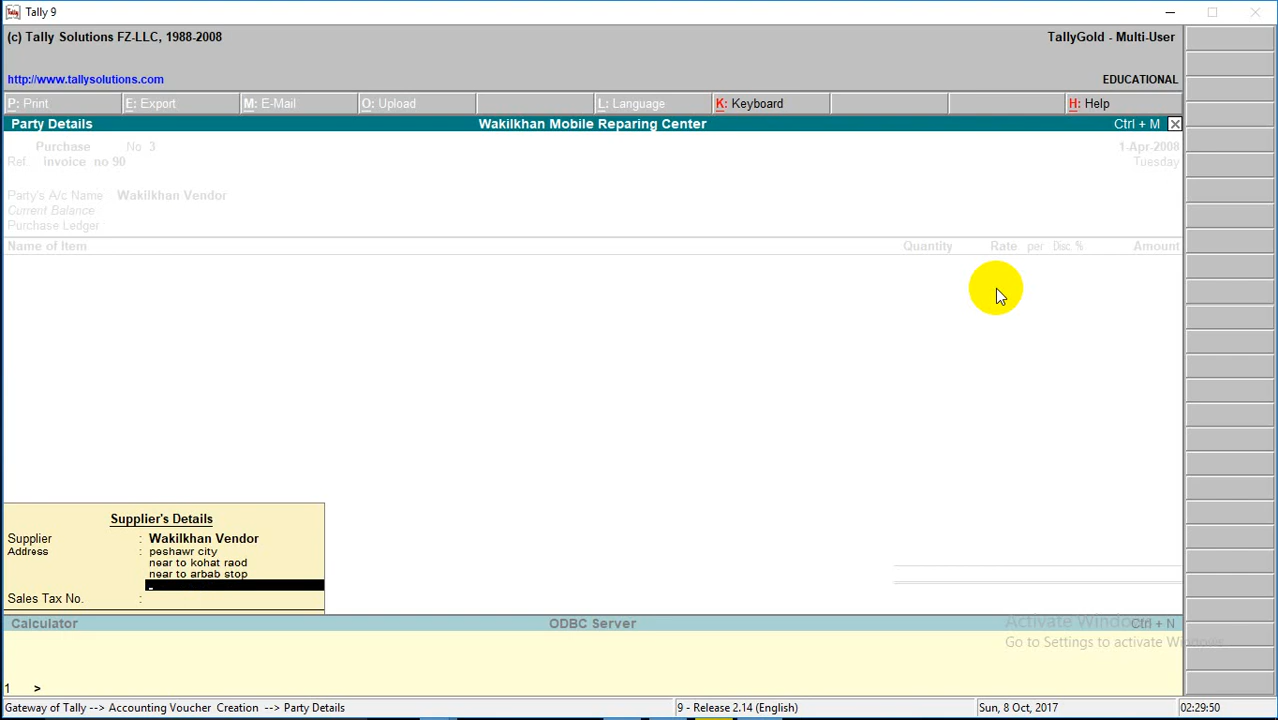 Tally 9
(c) Tally Solutions FZ-LLC, 1988-2008 TallyGold - Multi-User
http://www.tallysolutions.com EDUCATIONAL
P: Print E: Export M: E-Mail O: Upload L: Language K: Keyboard H: Help
Party Details Wakilkhan Mobile Reparing Center Ctrl + M
Purchase No 3 1-Apr-2008
Ref. invoice no 90 Tuesday
Party's A/c Name Wakilkhan Vendor
Current Balance
Purchase Ledger
Name of Item Quantity Rate per Disc. % Amount
Supplier's Details
Supplier : Wakilkhan Vendor
Address : peshawr city
near to kohat raod
near to arbab stop
Sales Tax No. :
Calculator ODBC Server Ctrl + N
Activate Windows
Go to Settings to activate Windows.
1 >
Gateway of Tally --> Accounting Voucher Creation --> Party Details 9 - Release 2.14 (English) Sun, 8 Oct, 2017 02:29:50